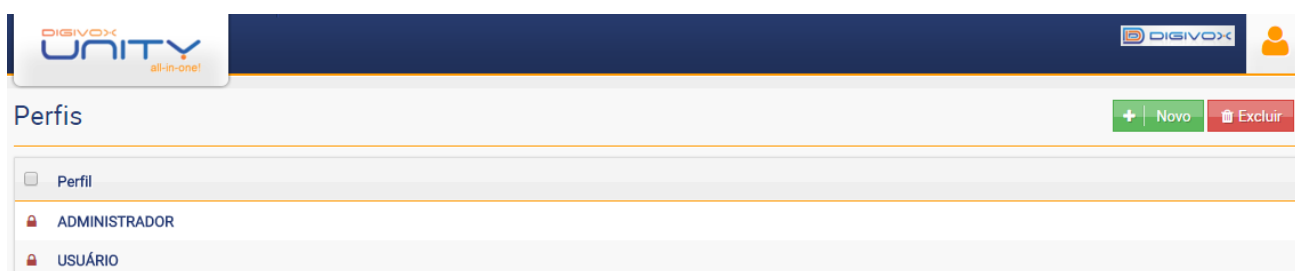 DIGIVOX
UNITY
all-in-one!
DIGIVOX
Perfis
Novo
Excluir
Perfil
ADMINISTRADOR
USUÁRIO